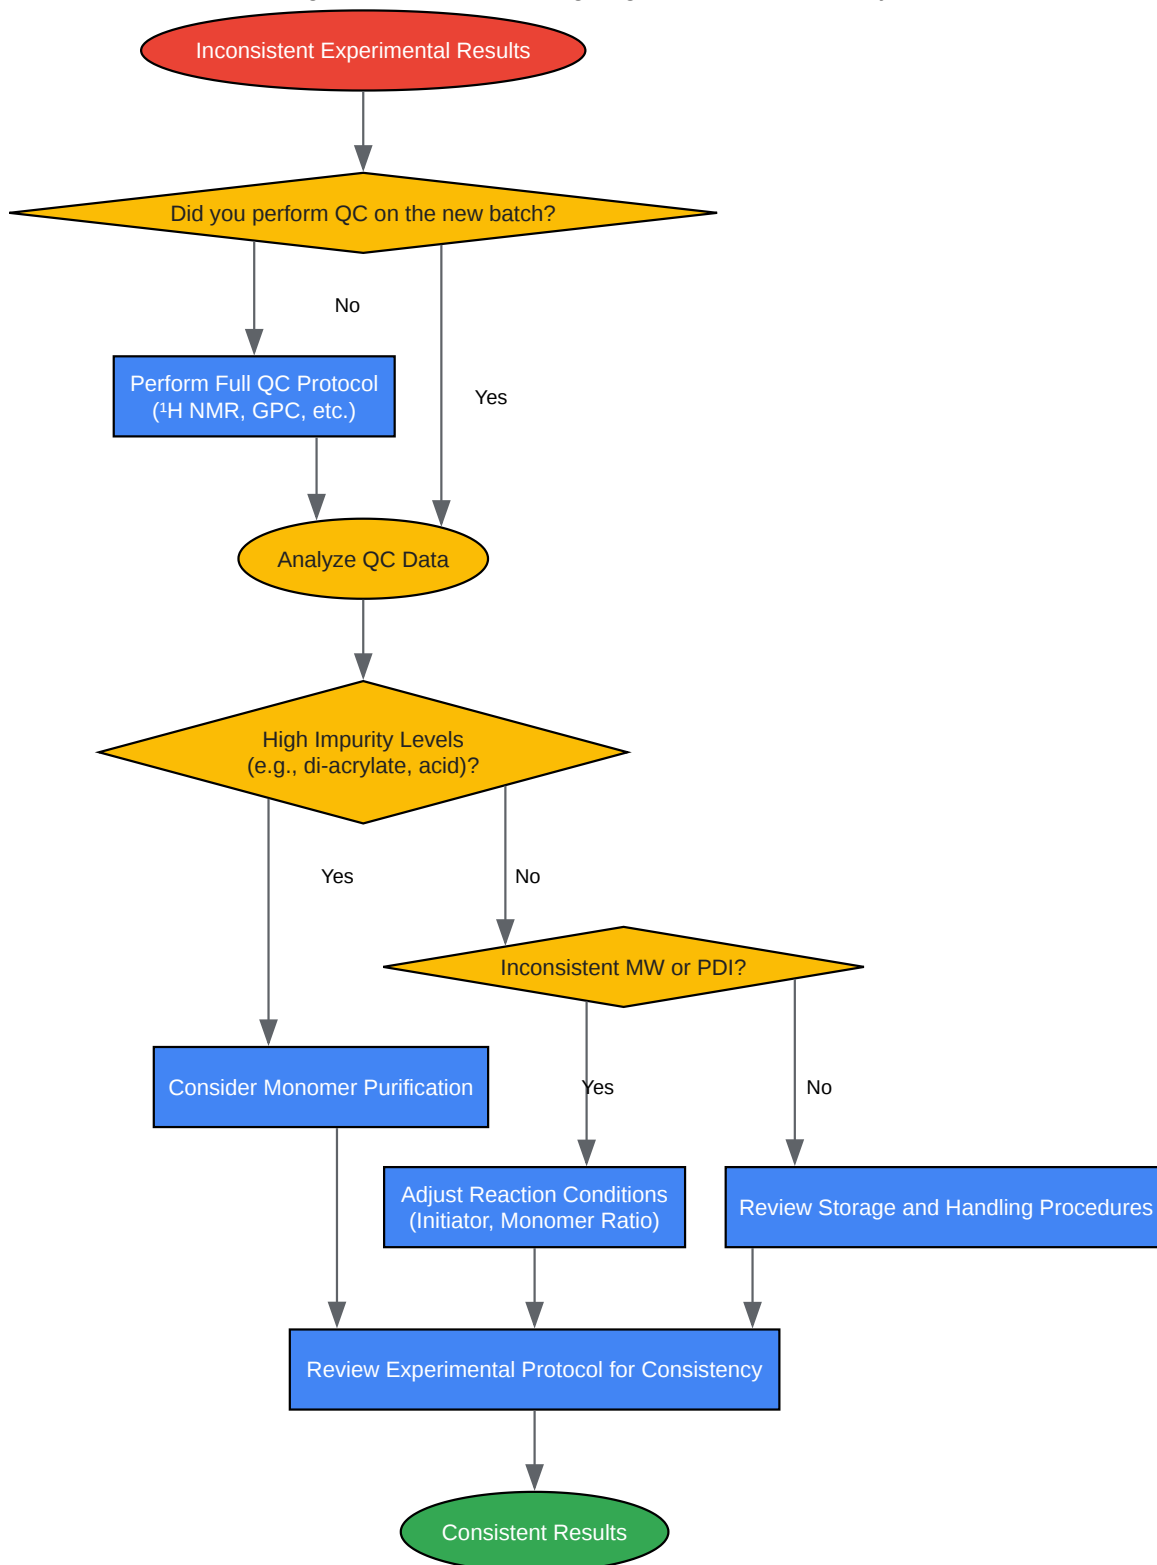 Inconsistent Experimental Results
Did you perform QC on the new batch?
No
Perform Full QC Protocol
(¹H NMR, GPC, etc.)
Yes
Analyze QC Data
High Impurity Levels
(e.g., di-acrylate, acid)?
Yes
No
Inconsistent MW or PDI?
Consider Monomer Purification
Yes
No
Adjust Reaction Conditions
(Initiator, Monomer Ratio)
Review Storage and Handling Procedures
Review Experimental Protocol for Consistency
Consistent Results